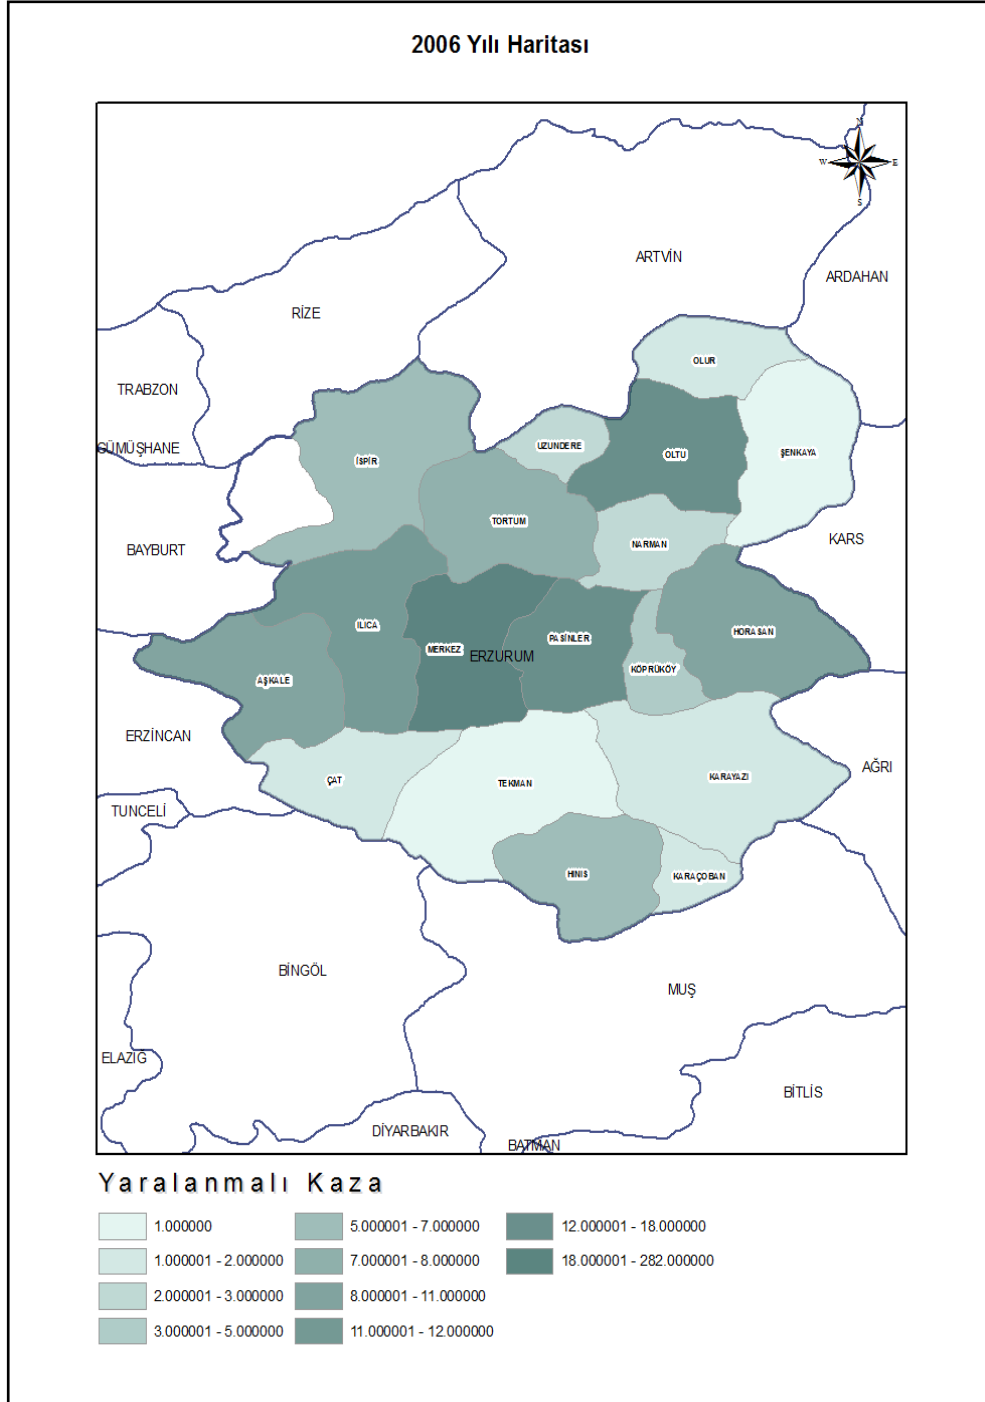 2006 Yılı Haritası
N
W E
S
ARTVİN
ARDAHAN
RİZE
OLUR
TRABZON
UZUNDERE
GÜMÜŞHANE
ŞENKAYA
OLTU
İSPİR
TORTUM
KARS
NARMAN
BAYBURT
ILICA
HORASAN
PASİNLER
MERKEZ
ERZURUM
KÖPRÜKÖY
AŞKALE
ERZİNCAN
AĞRI
KARAYAZI
ÇAT
TEKMAN
TUNCELİ
HINIS
KARAÇOBAN
BİNGÖL
MUŞ
ELAZIĞ
BİTLİS
DİYARBAKIR
BATMAN
Yaralanmalı Kaza
1.000000
1.000001 - 2.000000
2.000001 - 3.000000
3.000001 - 5.000000
5.000001 - 7.000000
7.000001 - 8.000000
8.000001 - 11.000000
11.000001 - 12.000000
12.000001 - 18.000000
18.000001 - 282.000000